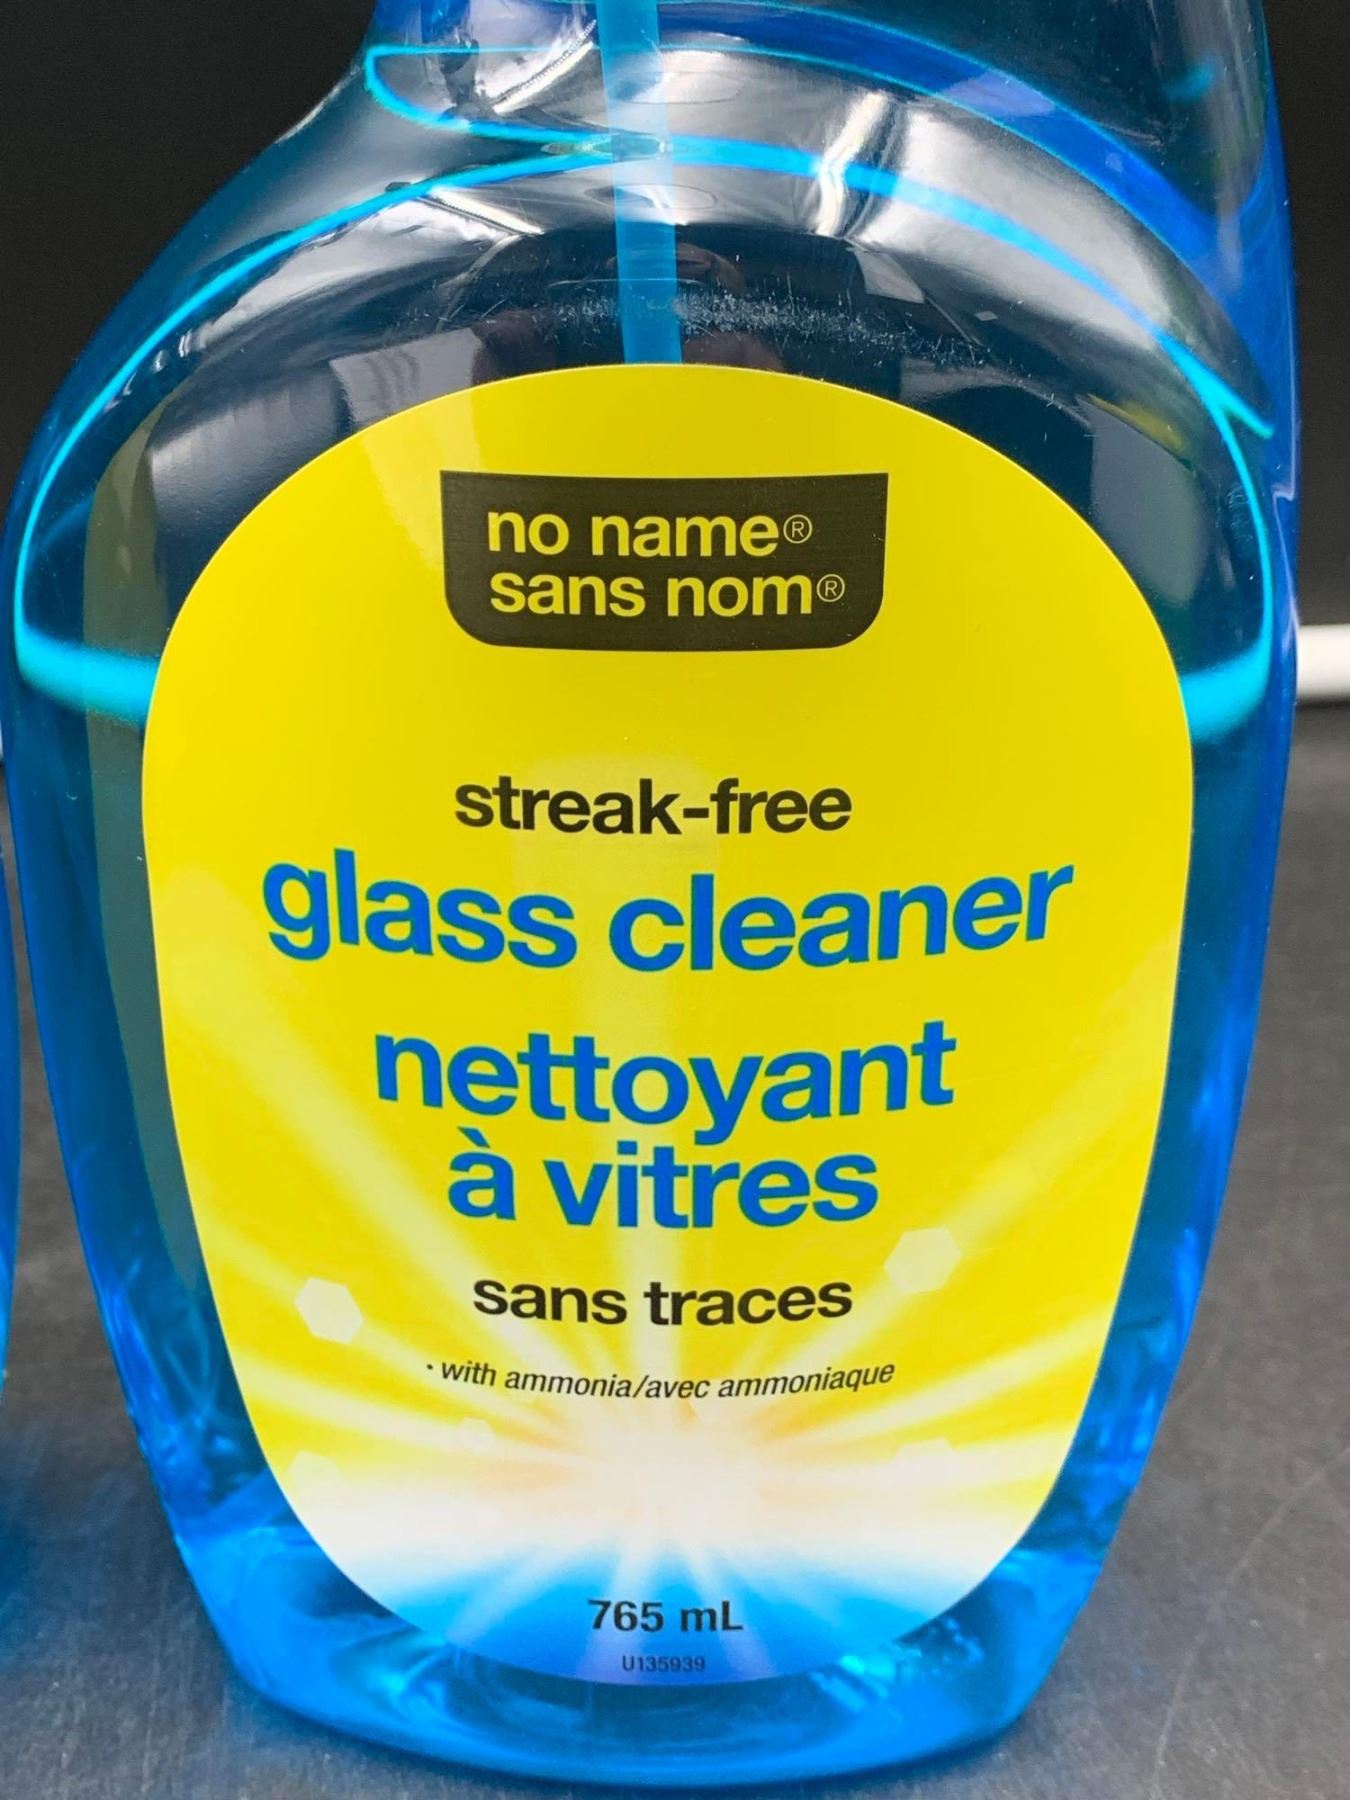 no name®
sans nom®
streak-free
glass cleaner
nettoyant
à vitres
sans traces
• with ammonia/avec ammoniaque
765 mL
U135939